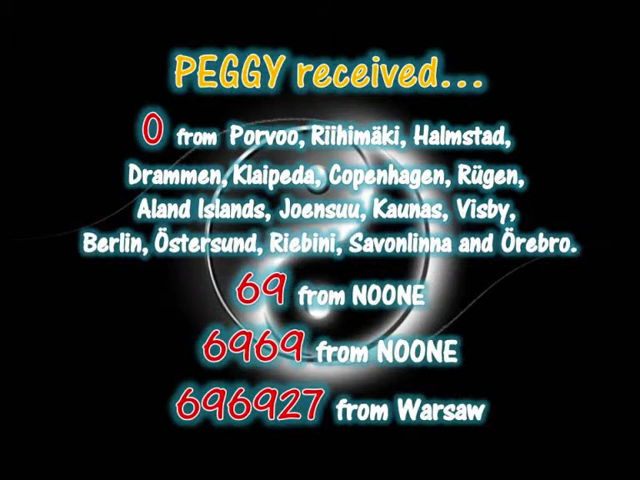 PEGGY received...
0 from Porvoo, Riihimäki, Halmstad,
Drammen, Klaipeda, Copenhagen, Rügen,
Aland Islands, Joensuu, Kaunas, Visby,
Berlin, Östersund, Riebini, Savonlinna and Örebro.
69 from NOONE
6969 from NOONE
696927 from Warsaw